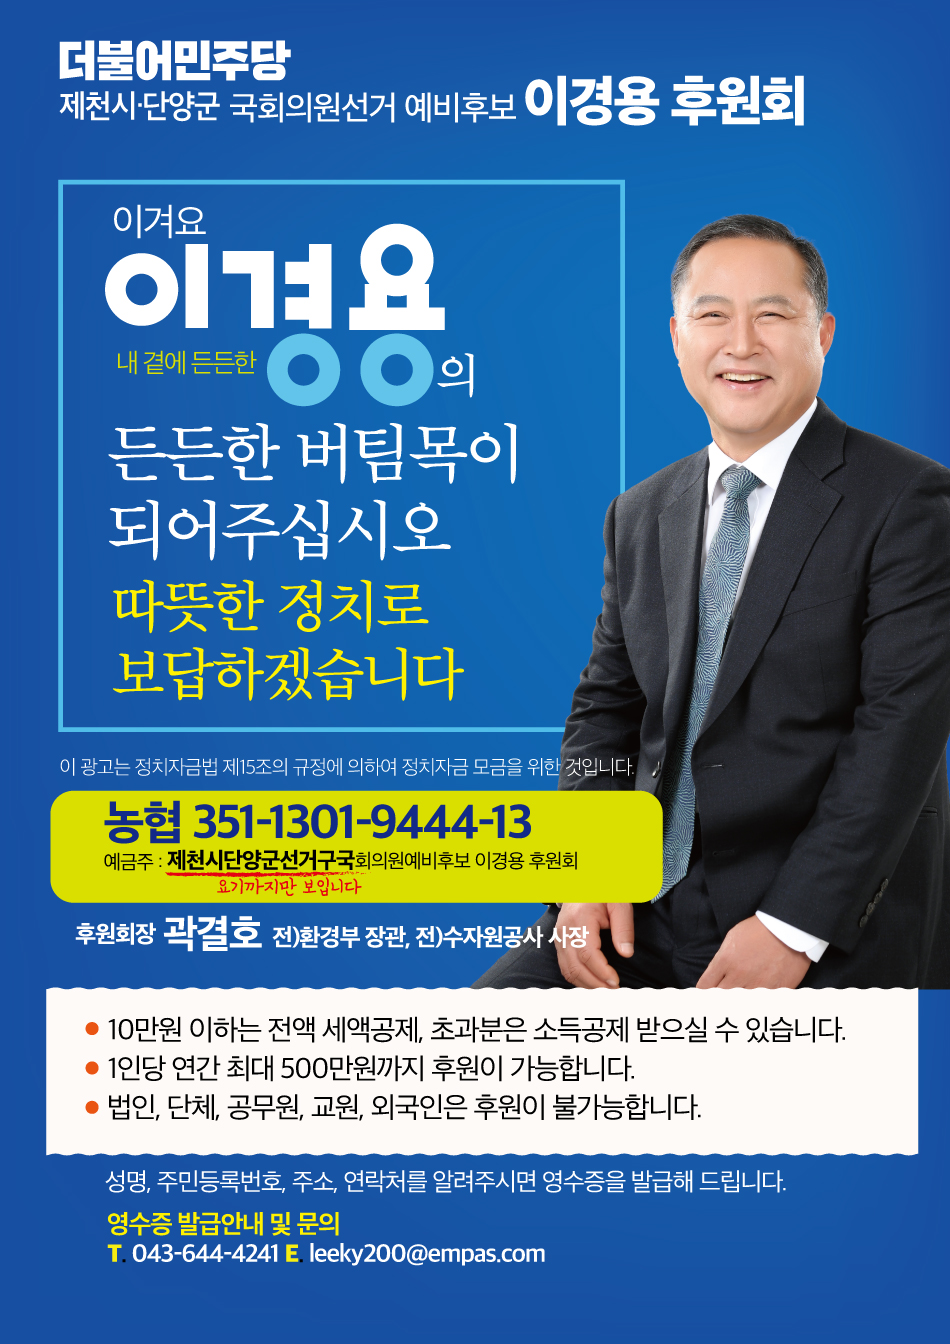 더불어민주당
제천시·단양군 국회의원선거 예비후보 이경용 후원회
이겨요
이경용
내 곁에 든든한
의
든든한 버팀목이
되어주십시오
따뜻한 정치로
보답하겠습니다
이 광고는 정치자금법 제15조의 규정에 의하여 정치자금 모금을 위한 것입니다.
농협 351-1301-9444-13
예금주 : 제천시단양군선거구국회의원예비후보 이경용 후원회
요기까지만 보입니다
후원회장 곽결호 전)환경부 장관, 전)수자원공사 사장
● 10만원 이하는 전액 세액공제, 초과분은 소득공제 받으실 수 있습니다.
● 1인당 연간 최대 500만원까지 후원이 가능합니다.
● 법인, 단체, 공무원, 교원, 외국인은 후원이 불가능합니다.
성명, 주민등록번호, 주소, 연락처를 알려주시면 영수증을 발급해 드립니다.
영수증 발급안내 및 문의
T. 043-644-4241 E. leeky200@empas.com